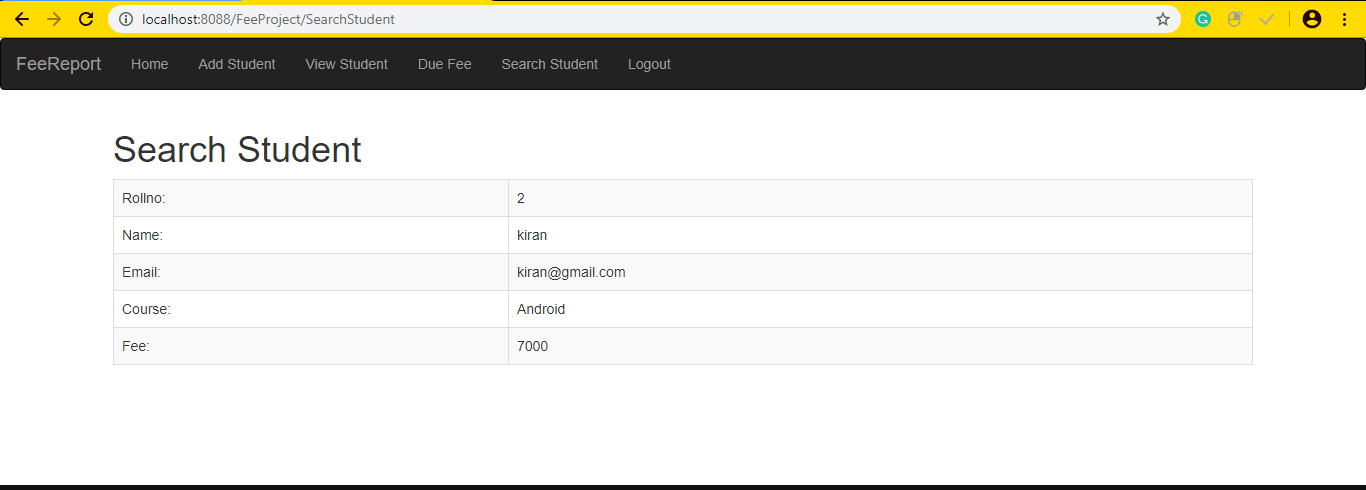 localhost:8088/FeeProject/SearchStudent
FeeReport Home Add Student View Student Due Fee Search Student Logout
Search Student
Rollno: 2
Name: kiran
Email: kiran@gmail.com
Course: Android
Fee: 7000